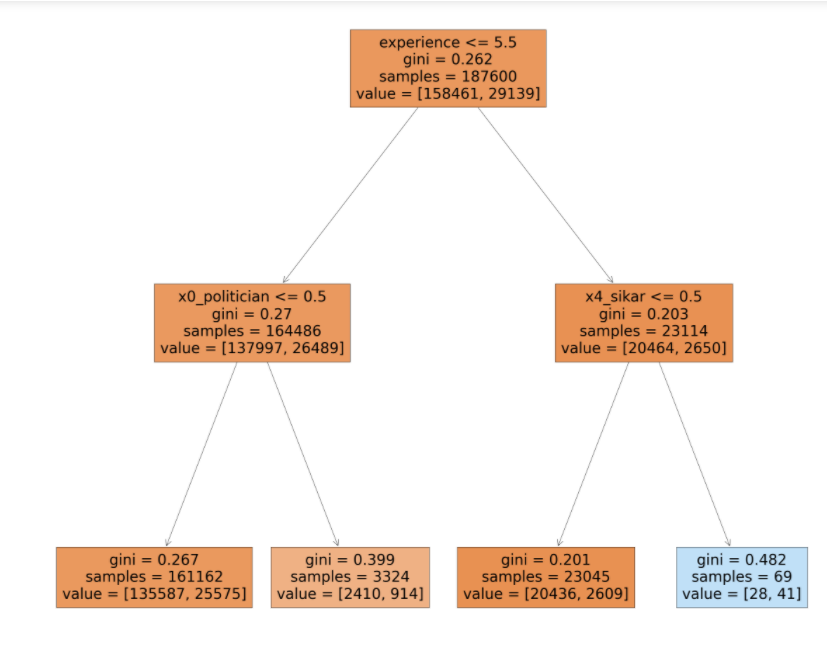 experience <= 5.5
gini = 0.262
samples = 187600
value = [158461, 29139]
x0_politician <= 0.5
gini = 0.27
samples = 164486
value = [137997, 26489]
x4_sikar <= 0.5
gini = 0.203
samples = 23114
value = [20464, 2650]
gini = 0.267
samples = 161162
value = [135587, 25575]
gini = 0.399
samples = 3324
value = [2410, 914]
gini = 0.201
samples = 23045
value = [20436, 2609]
gini = 0.482
samples = 69
value = [28, 41]